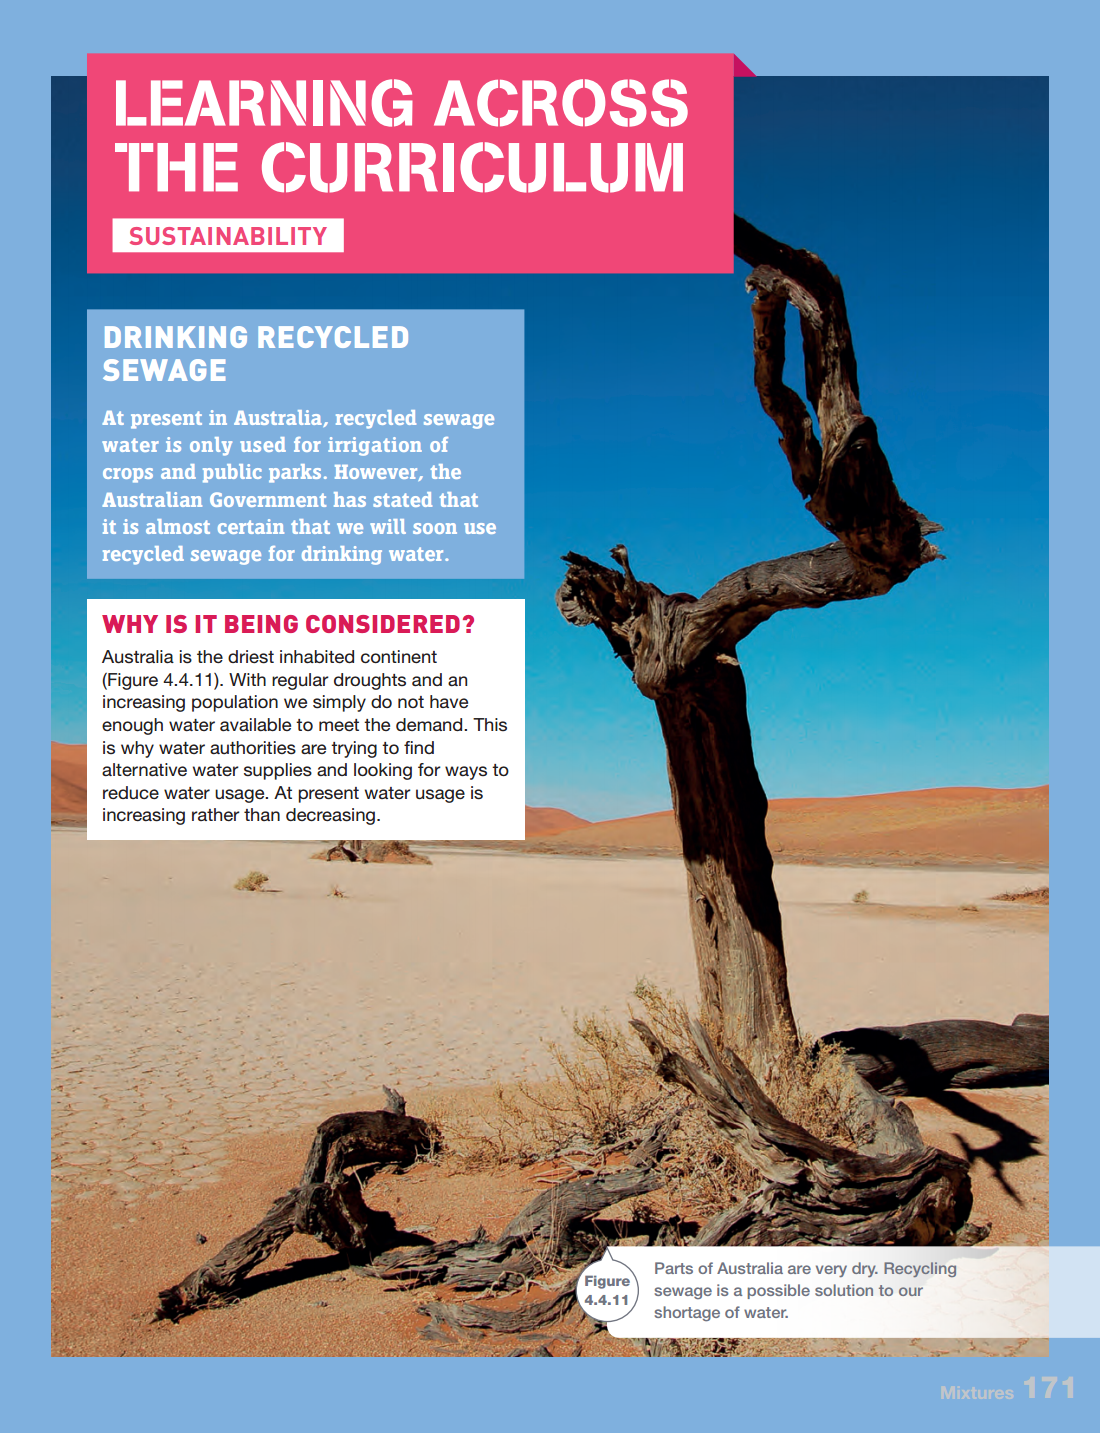 LEARNING ACROSS
THE CURRICULUM
SUSTAINABILITY
DRINKING RECYCLED
SEWAGE
At present in Australia, recycled sewage
water is only used for irrigation of
crops and public parks. However, the
Australian Government has stated that
it is almost certain that we will soon use
recycled sewage for drinking water.
WHY IS IT BEING CONSIDERED?
Australia is the driest inhabited continent
(Figure 4.4.11). With regular droughts and an
increasing population we simply do not have
enough water available to meet the demand. This
is why water authorities are trying to find
alternative water supplies and looking for ways to
reduce water usage. At present water usage is
increasing rather than decreasing.
Figure
4.4.11
Parts of Australia are very dry. Recycling
sewage is a possible solution to our
shortage of water.
Mixtures 171